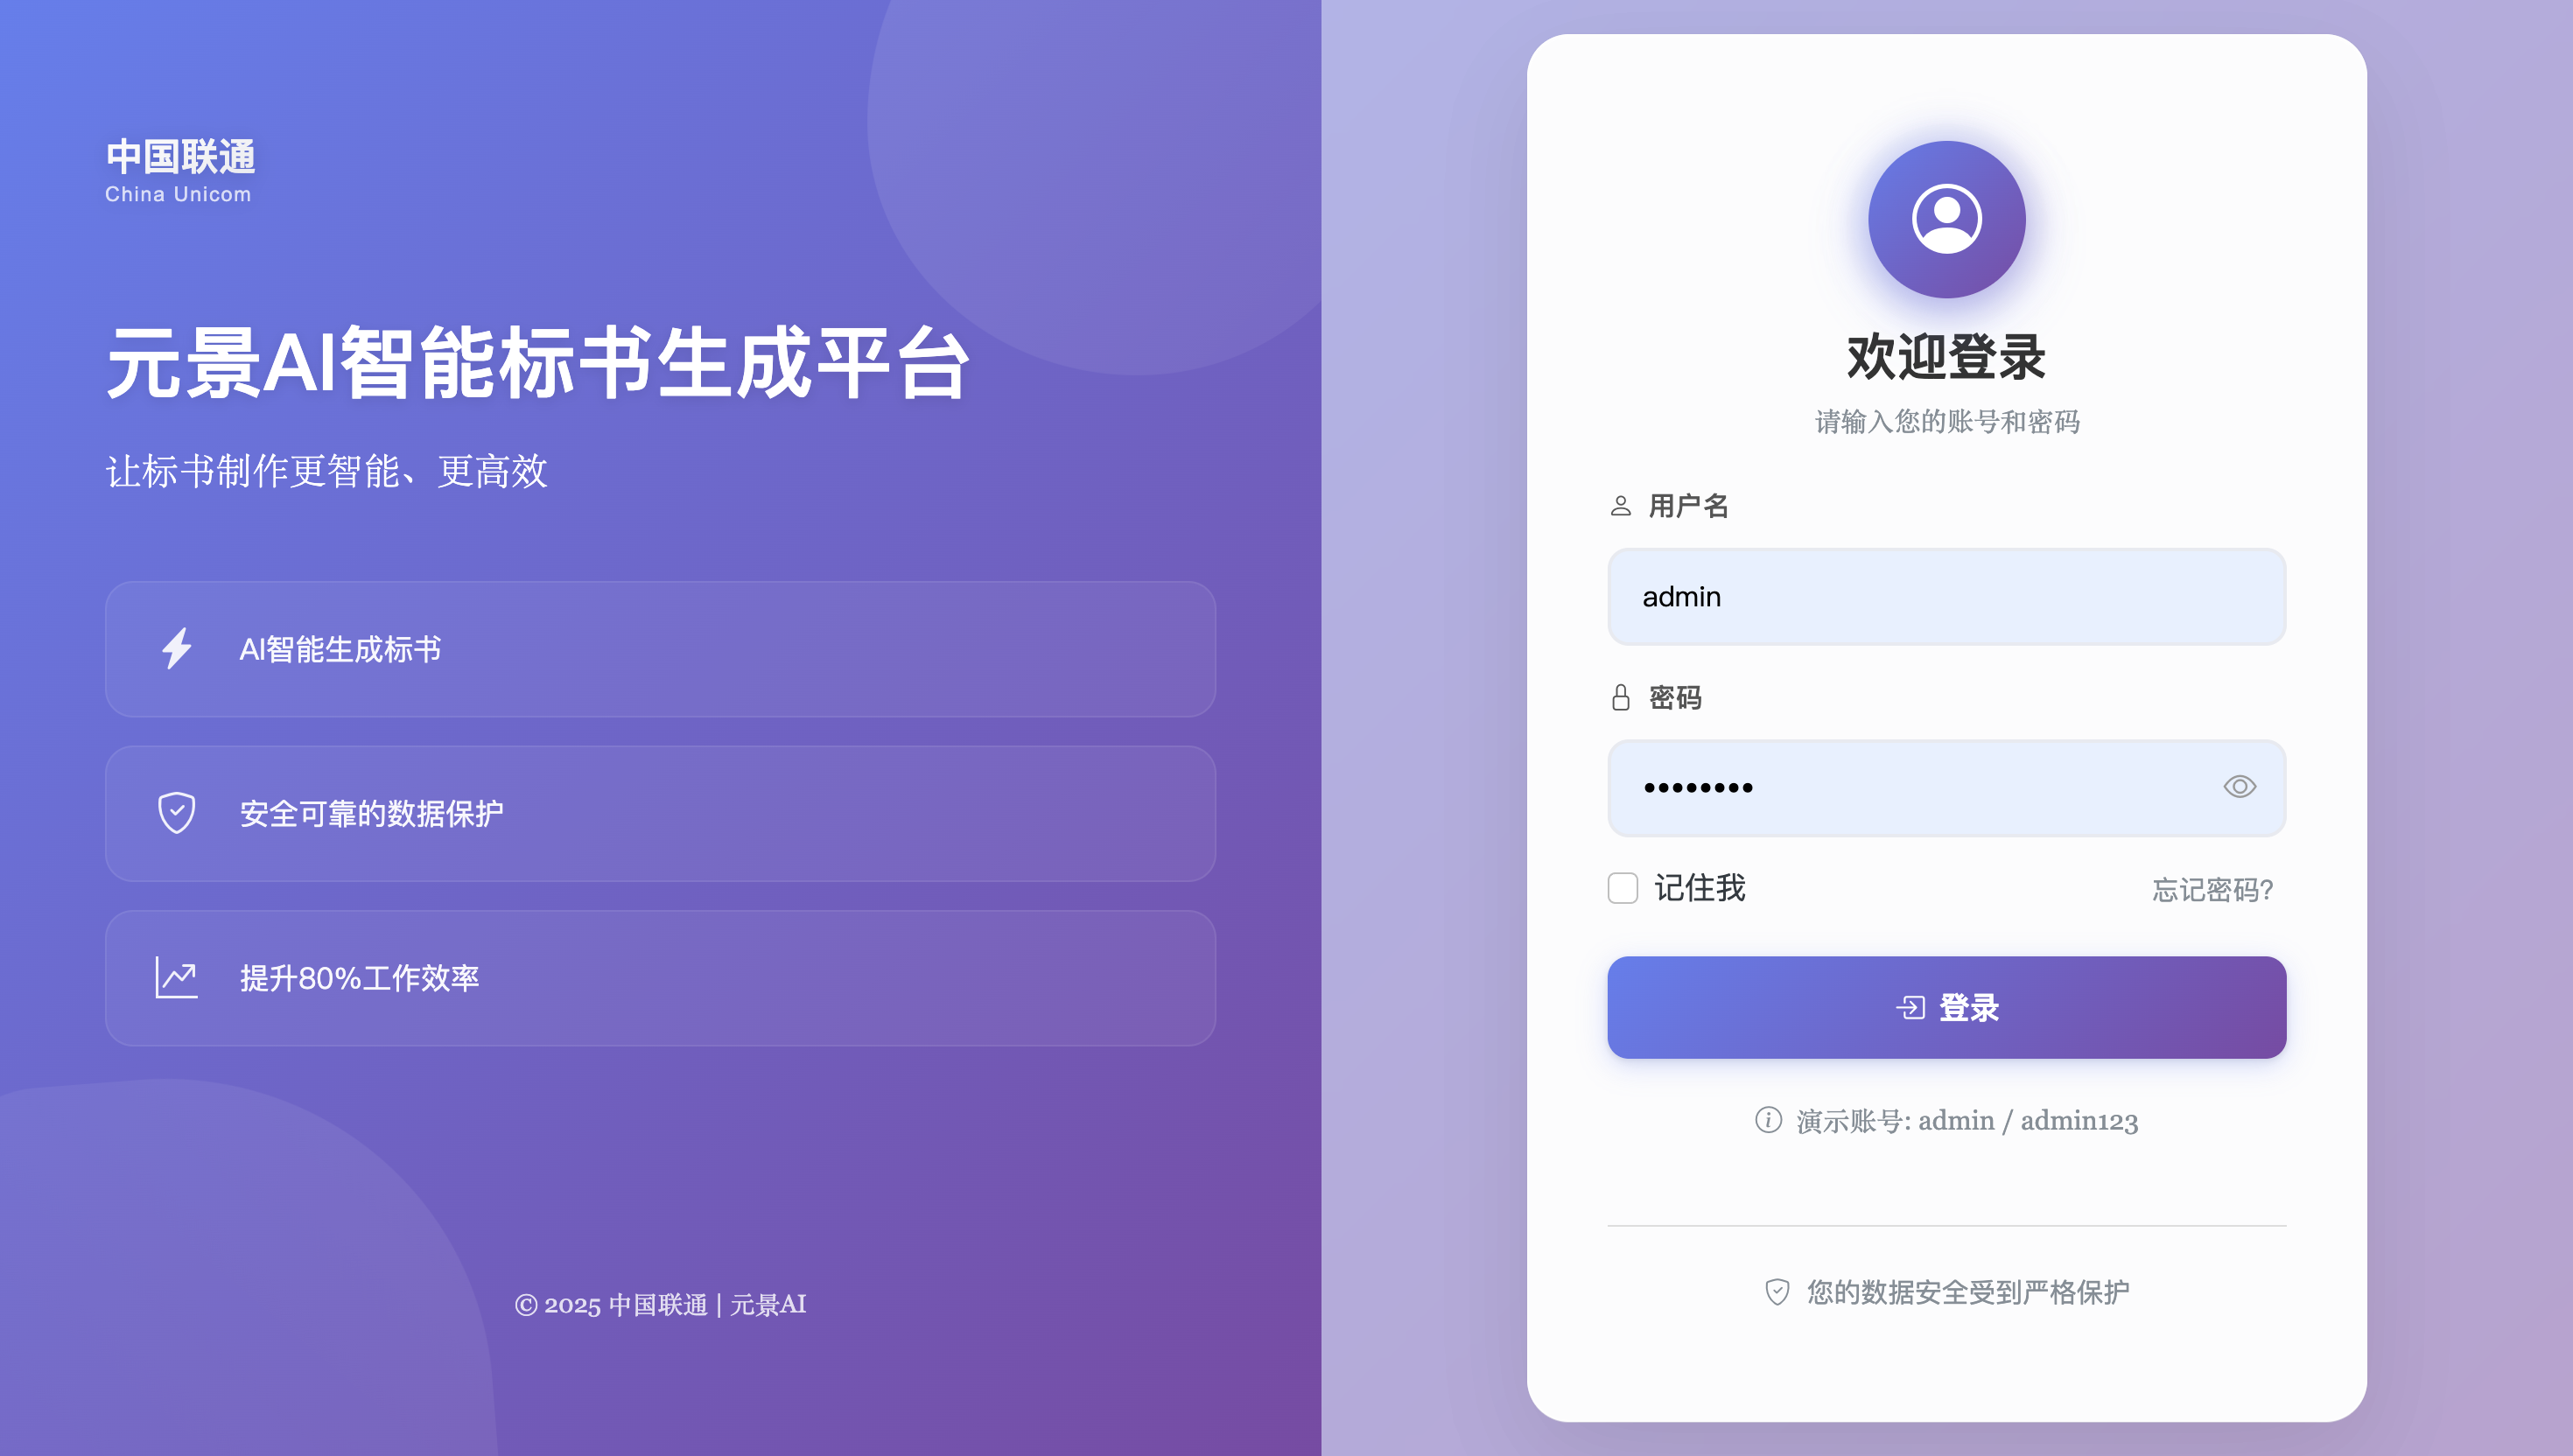 中国联通
China Unicom
元景AI智能标书生成平台
让标书制作更智能、更高效
AI智能生成标书
安全可靠的数据保护
提升80%工作效率
© 2025 中国联通 | 元景AI
欢迎登录
请输入您的账号和密码
用户名
admin
密码
••••••••
记住我
忘记密码?
登录
演示账号: admin / admin123
您的数据安全受到严格保护